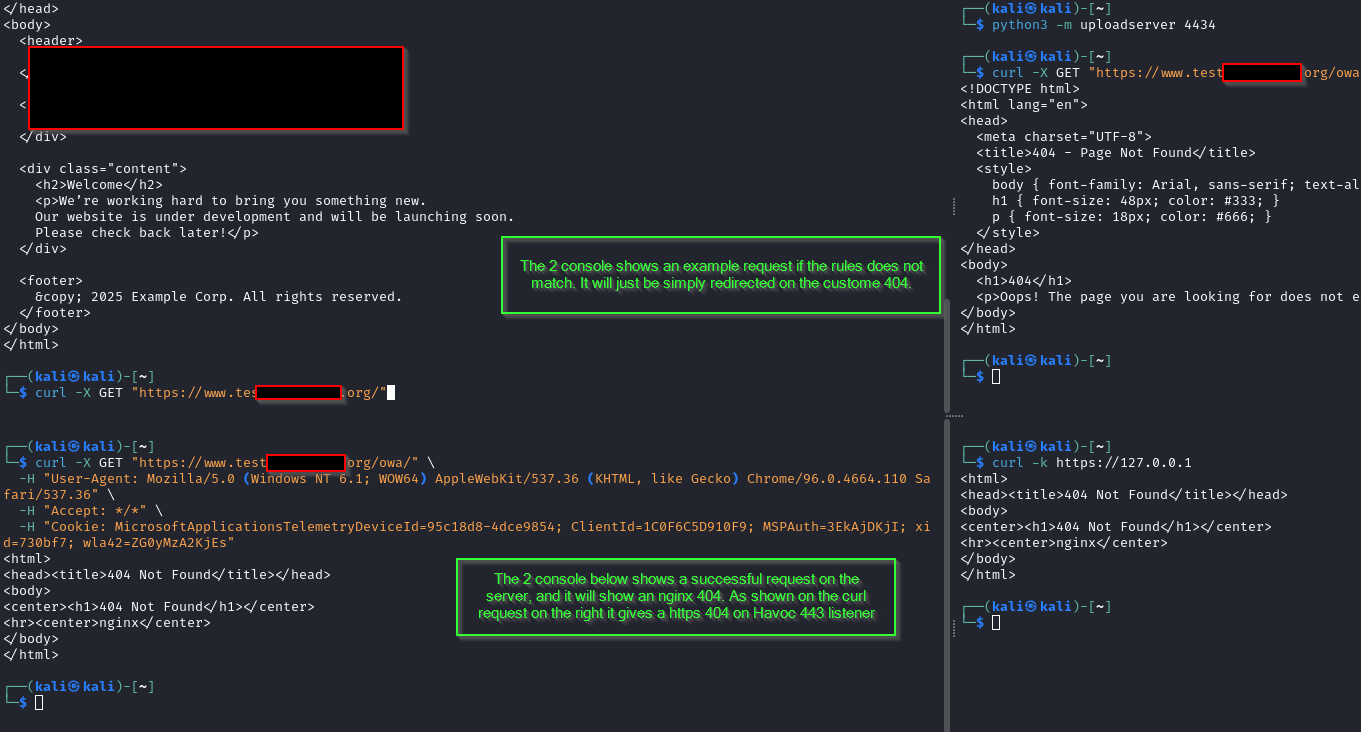 </head>
<body>
<header>
</
<
</div>
<div class="content">
<h2>Welcome</h2>
<p>We're working hard to bring you something new.
Our website is under development and will be launching soon.
Please check back later!</p>
</div>
<footer>
&copy; 2025 Example Corp. All rights reserved.
</footer>
</body>
</html>
┌──(kali㉿kali)-[~]
└─$ curl -X GET "https://www.tes .org/"
The 2 console shows an example request if the rules does not
match. It will just be simply redirected on the custome 404.
┌──(kali㉿kali)-[~]
└─$ python3 -m uploadserver 4434
┌──(kali㉿kali)-[~]
└─$ curl -X GET "https://www.test org/owa
<!DOCTYPE html>
<html lang="en">
<head>
<meta charset="UTF-8">
<title>404 - Page Not Found</title>
<style>
body { font-family: Arial, sans-serif; text-al
h1 { font-size: 48px; color: #333; }
p { font-size: 18px; color: #666; }
</style>
</head>
<body>
<h1>404</h1>
<p>Oops! The page you are looking for does not e
</body>
</html>
┌──(kali㉿kali)-[~]
└─$
┌──(kali㉿kali)-[~]
└─$ curl -X GET "https://www.test org/owa/" \
-H "User-Agent: Mozilla/5.0 (Windows NT 6.1; WOW64) AppleWebKit/537.36 (KHTML, like Gecko) Chrome/96.0.4664.110 Sa
fari/537.36" \
-H "Accept: */*" \
-H "Cookie: MicrosoftApplicationsTelemetryDeviceId=95c18d8-4dce9854; ClientId=1C0F6C5D910F9; MSPAuth=3EkAjDKjI; xi
d=730bf7; wla42=ZG0yMzA2KjEs"
<html>
<head><title>404 Not Found</title></head>
<body>
<center><h1>404 Not Found</h1></center>
<hr><center>nginx</center>
</body>
</html>
┌──(kali㉿kali)-[~]
└─$
The 2 console below shows a successful request on the
server, and it will show an nginx 404. As shown on the curl
request on the right it gives a https 404 on Havoc 443 listener
┌──(kali㉿kali)-[~]
└─$ curl -k https://127.0.0.1
<html>
<head><title>404 Not Found</title></head>
<body>
<center><h1>404 Not Found</h1></center>
<hr><center>nginx</center>
</body>
</html>
┌──(kali㉿kali)-[~]
└─$